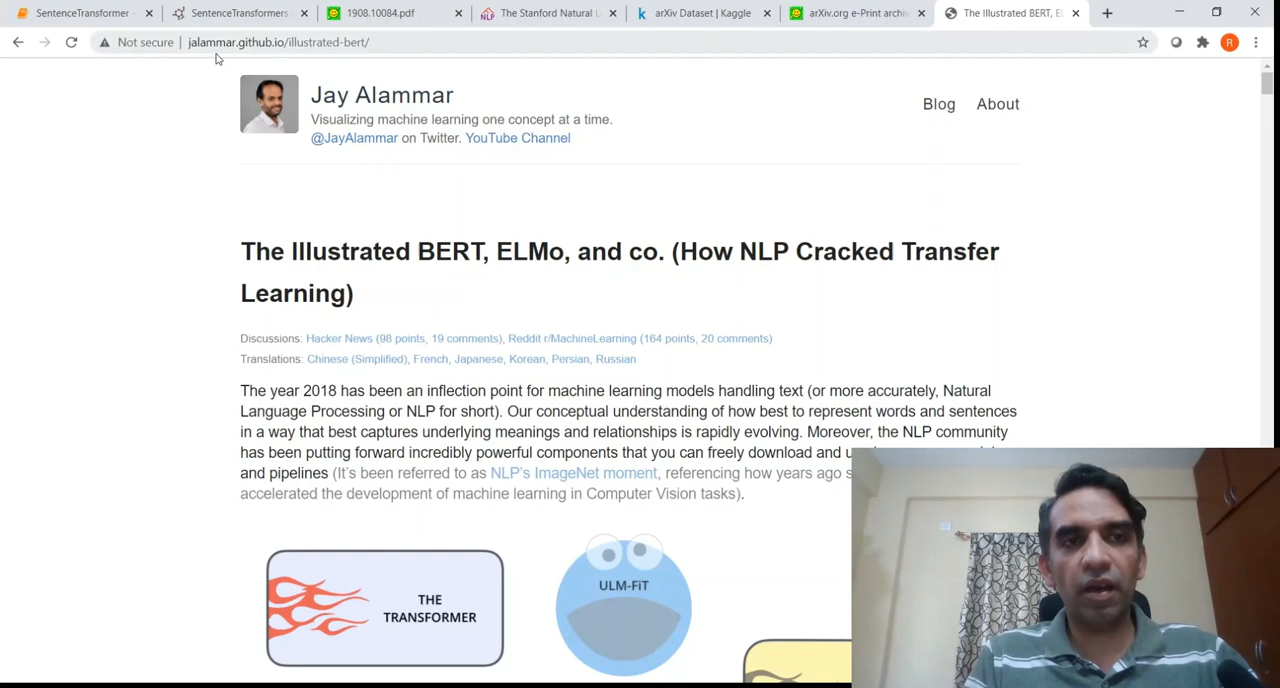 SentenceTransformer
SentenceTransformers
1908.10084.pdf
NLP
The Stanford Natural L
k
arXiv Dataset | Kaggle
arXiv.org e-Print archiv
The Illustrated BERT, EL
Not secure | jalammar.github.io/illustrated-bert/
R
Jay Alammar
Visualizing machine learning one concept at a time.
@JayAlammar on Twitter. YouTube Channel
Blog About
The Illustrated BERT, ELMo, and co. (How NLP Cracked Transfer
Learning)
Discussions: Hacker News (98 points, 19 comments), Reddit r/MachineLearning (164 points, 20 comments)
Translations: Chinese (Simplified), French, Japanese, Korean, Persian, Russian
The year 2018 has been an inflection point for machine learning models handling text (or more accurately, Natural
Language Processing or NLP for short). Our conceptual understanding of how best to represent words and sentences
in a way that best captures underlying meanings and relationships is rapidly evolving. Moreover, the NLP community
has been putting forward incredibly powerful components that you can freely download and
and pipelines (It's been referred to as NLP's ImageNet moment, referencing how years ago
accelerated the development of machine learning in Computer Vision tasks).
THE
TRANSFORMER
ULM-FiT